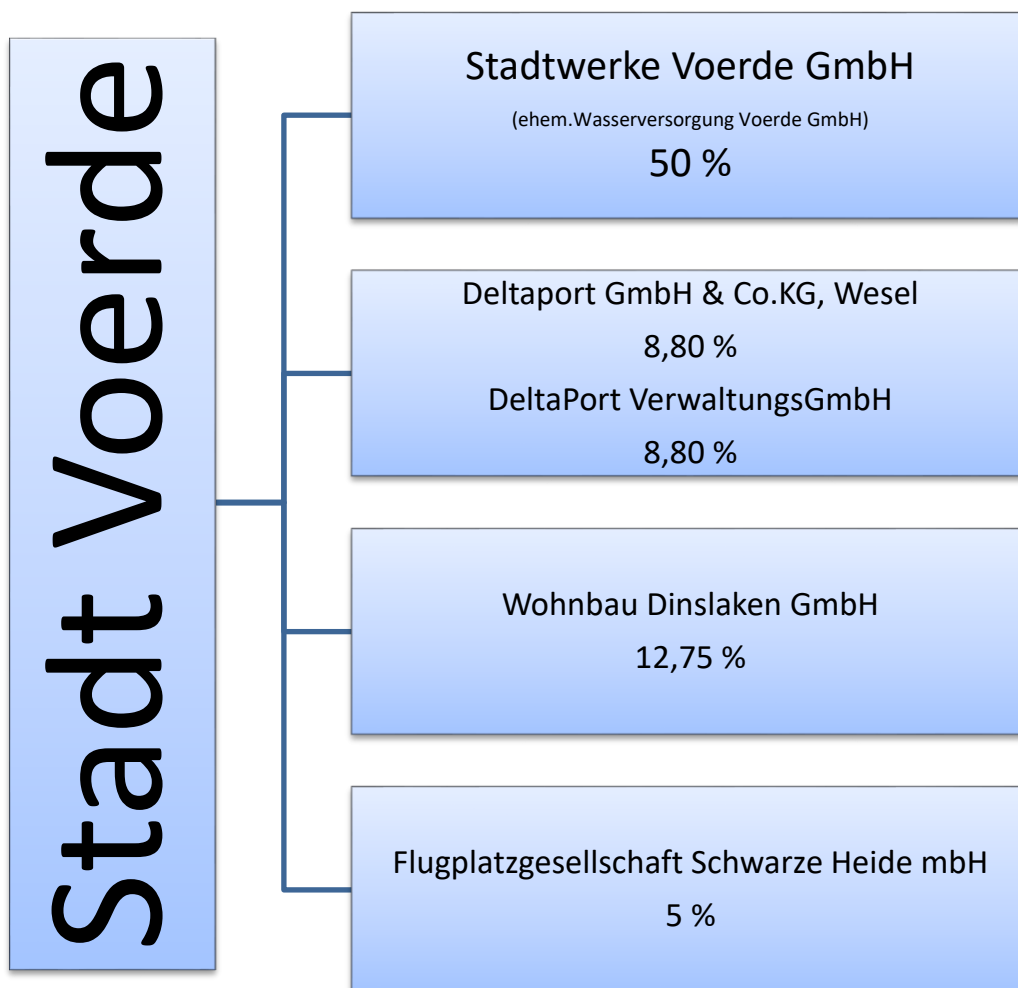 Stadt Voerde
Stadtwerke Voerde GmbH
(ehem.Wasserversorgung Voerde GmbH)
50 %
Deltaport GmbH & Co.KG, Wesel
8,80 %
DeltaPort VerwaltungsGmbH
8,80 %
Wohnbau Dinslaken GmbH
12,75 %
Flugplatzgesellschaft Schwarze Heide mbH
5 %